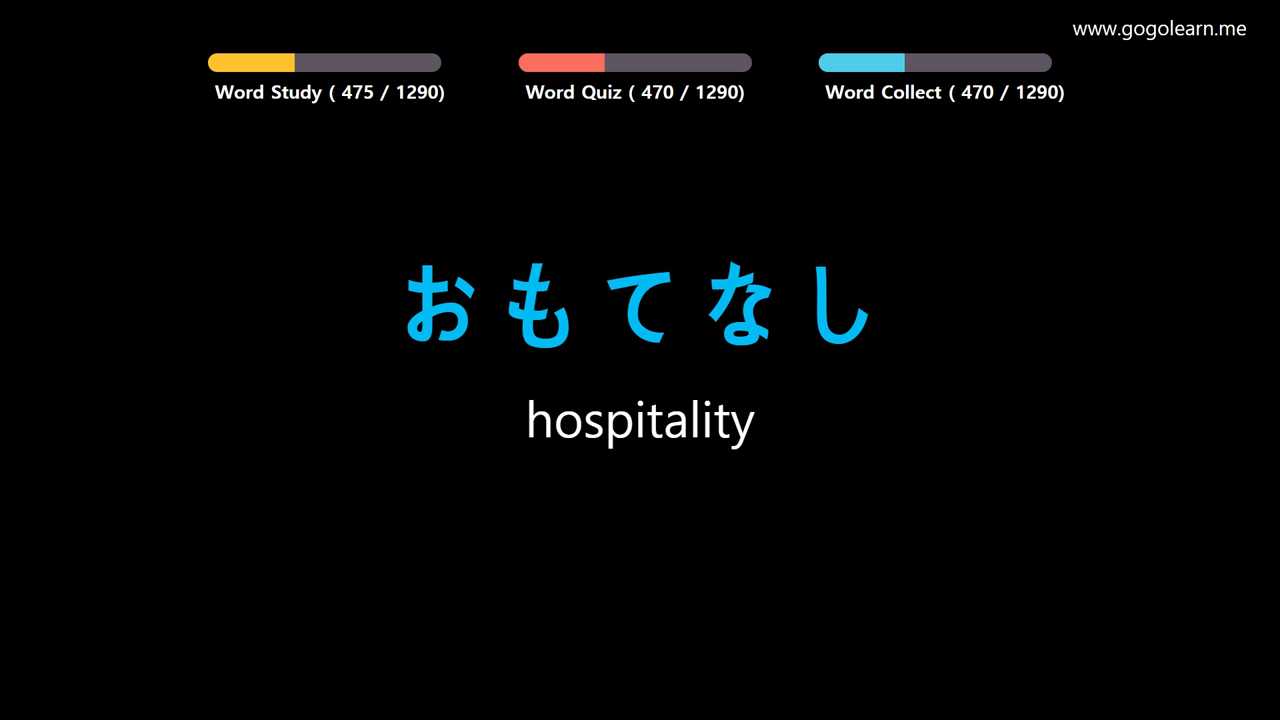 www.gogolearn.me
Word Study ( 475 / 1290)
Word Quiz ( 470 / 1290)
Word Collect ( 470 / 1290)
おもてなし
hospitality